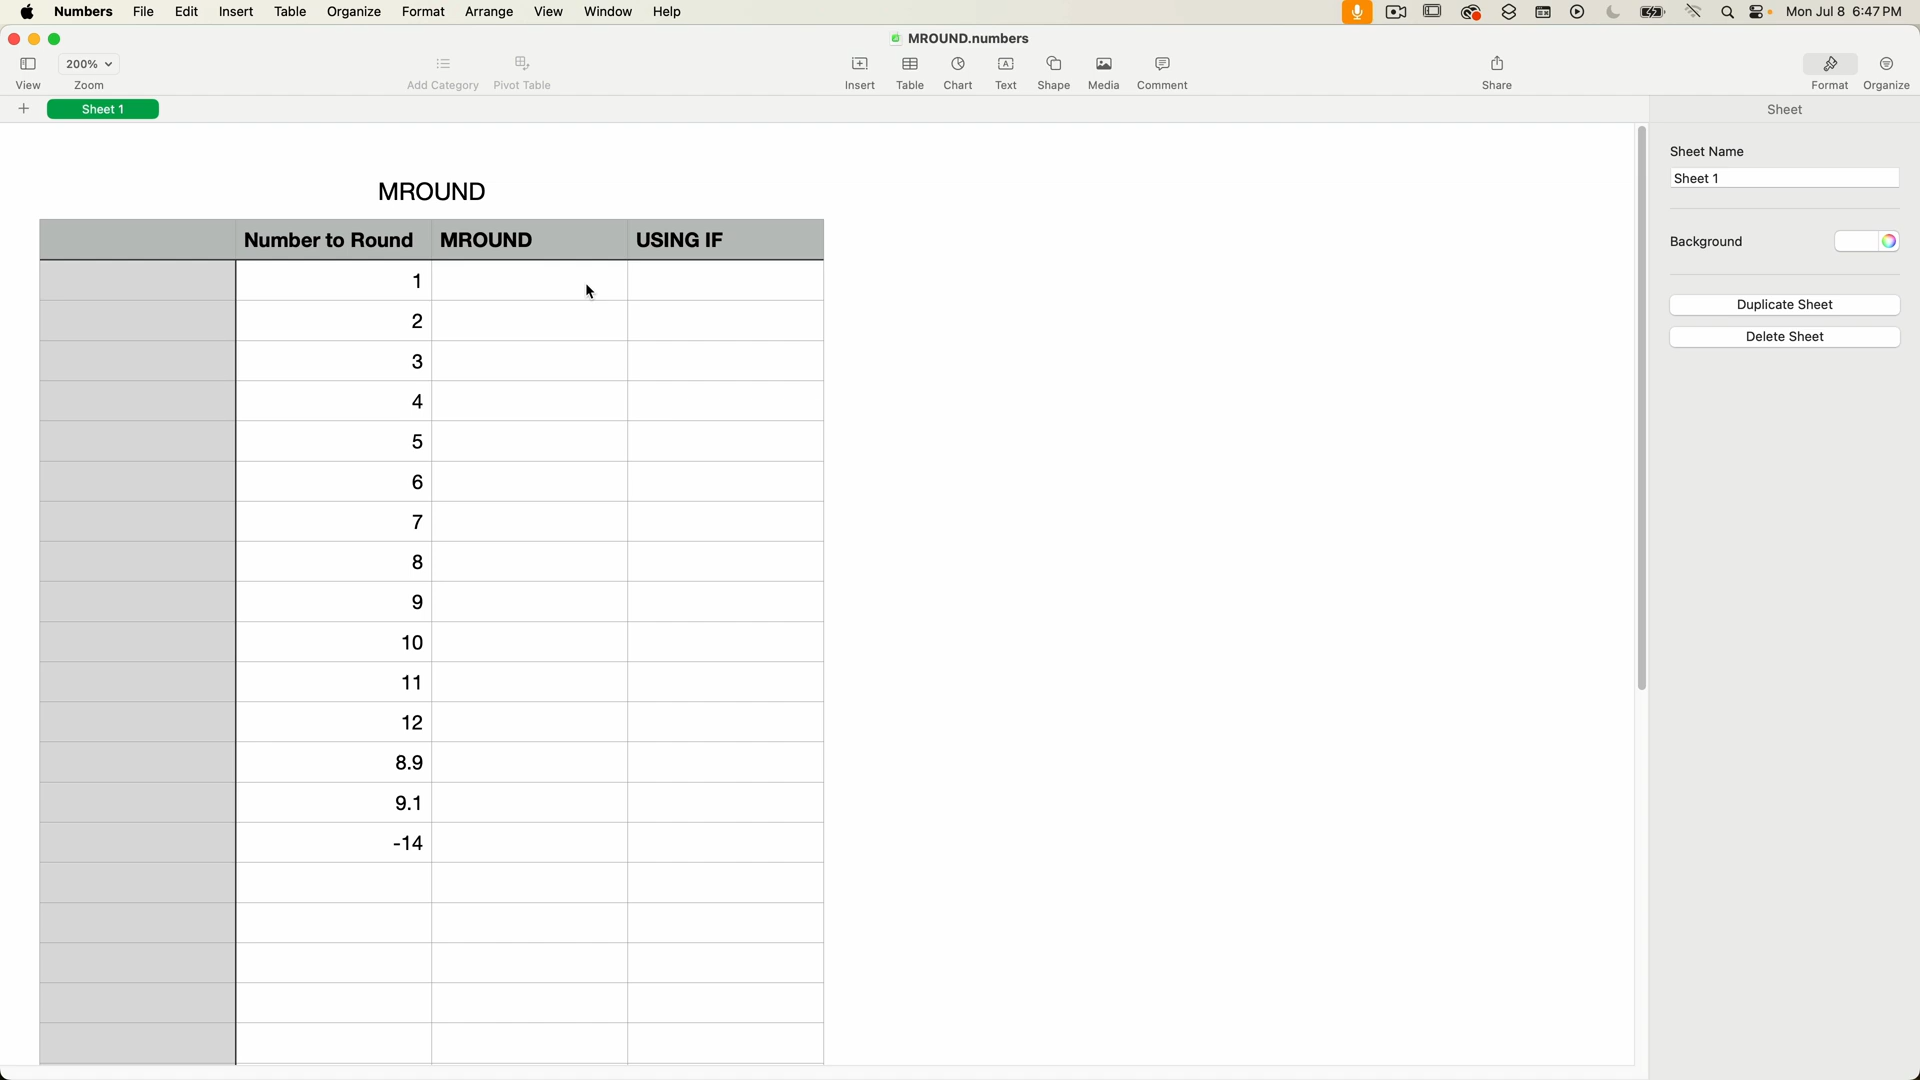 Numbers File Edit Insert Table Organize Format Arrange View Window Help Mon Jul 8 6:47 PM
MROUND.numbers
200%
View Zoom Add Category Pivot Table Insert Table Chart Text Shape Media Comment Share Format Organize
Sheet 1 Sheet
Sheet Name
Sheet 1
Background
Duplicate Sheet
Delete Sheet
MROUND
Number to Round MROUND USING IF
1
2
3
4
5
6
7
8
9
10
11
12
8.9
9.1
-14